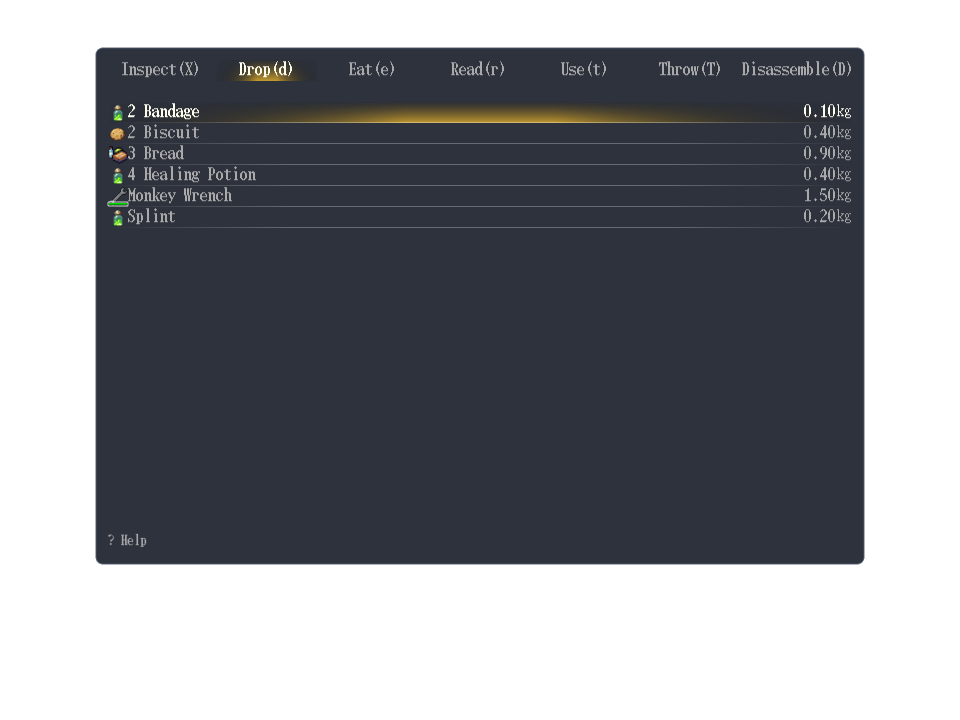 Inspect(X) Drop(d) Eat(e) Read(r) Use(t) Throw(T) Disassemble(D)
2 Bandage 0.10kg
2 Biscuit 0.40kg
3 Bread 0.90kg
4 Healing Potion 0.40kg
Monkey Wrench 1.50kg
Splint 0.20kg
? Help